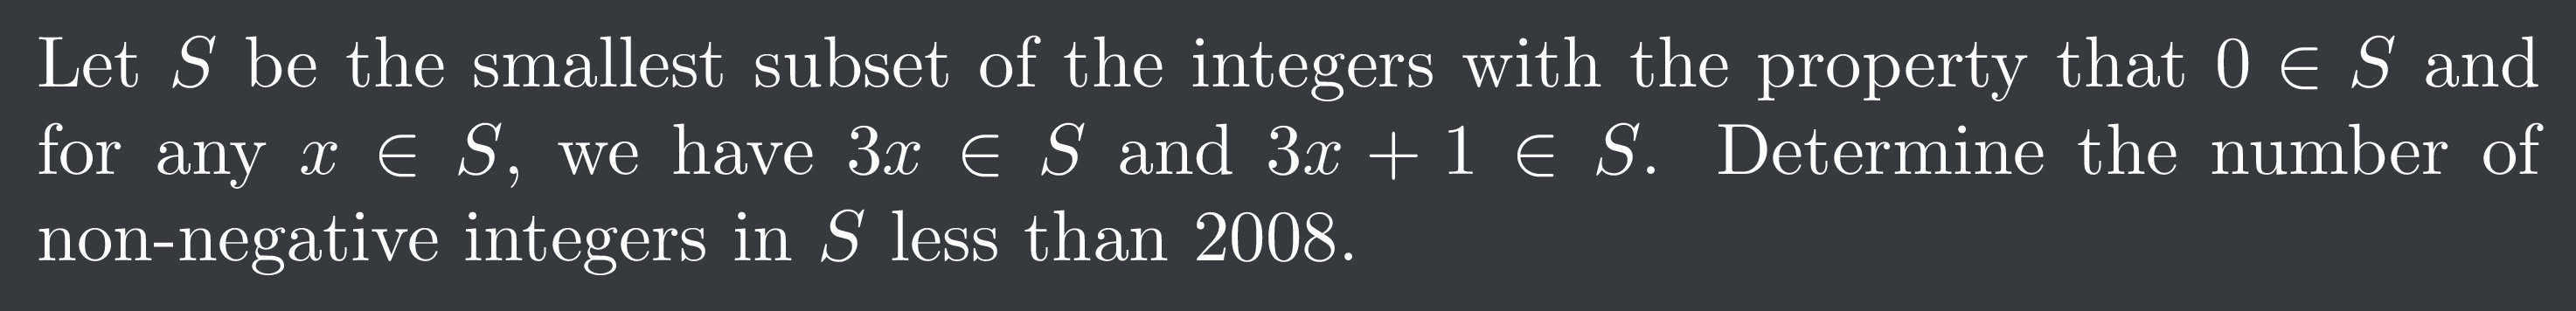 Let S be the smallest subset of the integers with the property that 0 ∈ S and
for any x ∈ S, we have 3x ∈ S and 3x + 1 ∈ S. Determine the number of
non-negative integers in S less than 2008.